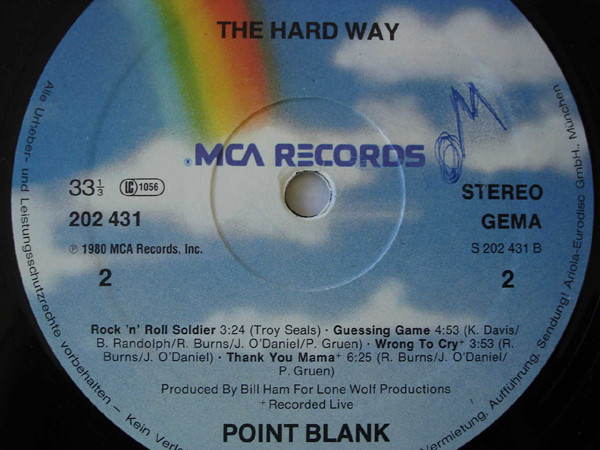 THE HARD WAY
® MCA RECORDS
33 1/3
LC 1056
STEREO
202 431
GEMA
℗ 1980 MCA Records, Inc.
S 202 431 B
2
2
Rock 'n' Roll Soldier 3:24 (Troy Seals) · Guessing Game 4:53 (K. Davis/
B. Randolph/R. Burns/J. O'Daniel/P. Gruen) · Wrong To Cry+ 3:53 (R.
Burns/J. O'Daniel) · Thank You Mama+ 6:25 (R. Burns/J. O'Daniel/
P. Gruen)
Produced By Bill Ham For Lone Wolf Productions
+Recorded Live
POINT BLANK
Alle Urheber- und Leistungsschutzrechte vorbehalten – Kein Verle
Vermietung, Aufführung, Sendung! Ariola-Eurodisc GmbH., München